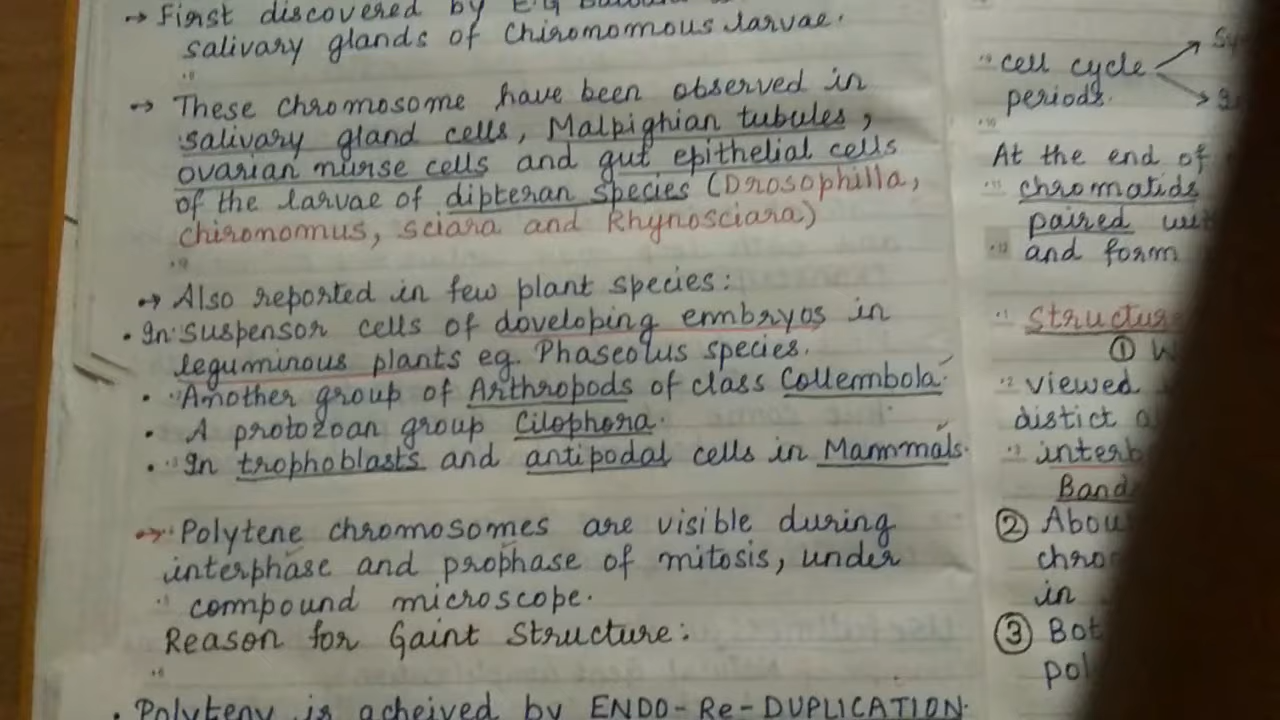 → First discovered by E.G
salivary glands of Chironomous larvae.
→ These chromosome have been observed in
salivary gland cells, Malpighian tubules,
ovarian nurse cells and gut epithelial cells
of the larvae of dipteran species (Drosophilla,
chironomus, sciara and Rhynosciara)
→ Also reported in few plant species:
• In suspensor cells of doveloping embryos in
leguminous plants eg. Phaseolus species.
• Another group of Arthropods of class Collembola.
• A protozoan group Cilophora.
• In trophoblasts and antipodal cells in Mammals.
→ Polytene chromosomes are visible during
interphase and prophase of mitosis, under
compound microscope.
Reason for Gaint Structure:
• Polyteny is acheived by ENDO-Re-DUPLICATION.
cell cycle
periods.
At the end of
chromatids
paired
and form
Structure
①
viewed
distict
interb
Band
② Abou
chro
in
③ Bot
pol